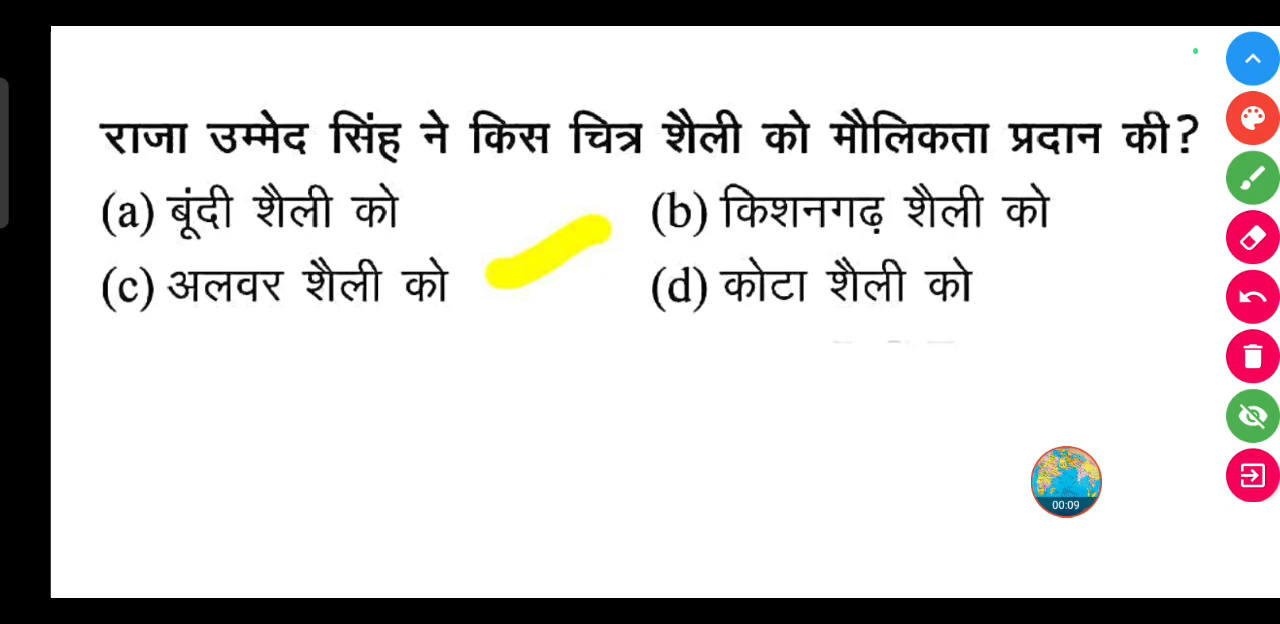 राजा उम्मेद सिंह ने किस चित्र शैली को मौलिकता प्रदान की?
(a) बूंदी शैली को (b) किशनगढ़ शैली को
(c) अलवर शैली को (d) कोटा शैली को
00:09